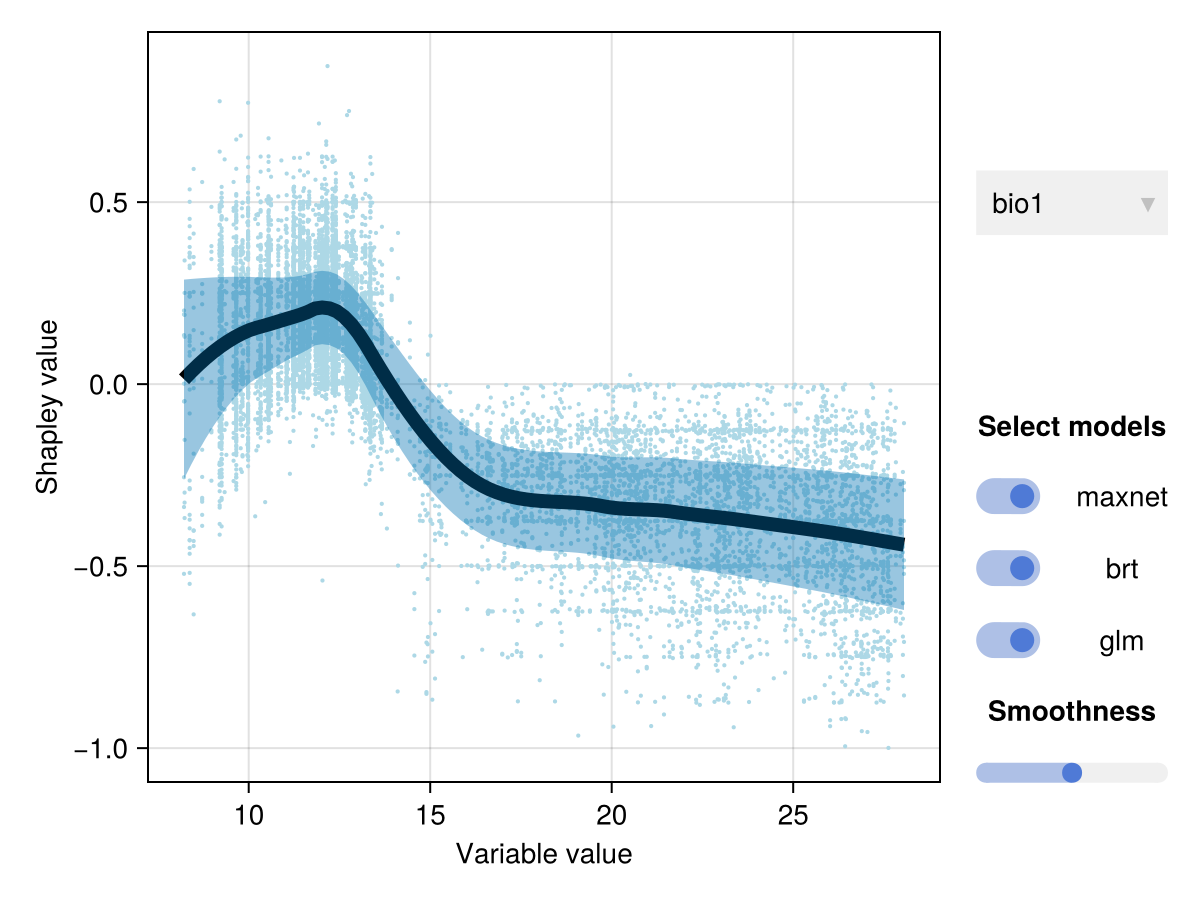 0.5
0.0
−0.5
−1.0
Shapley value
10 15 20 25
Variable value
bio1
Select models
maxnet
brt
glm
Smoothness